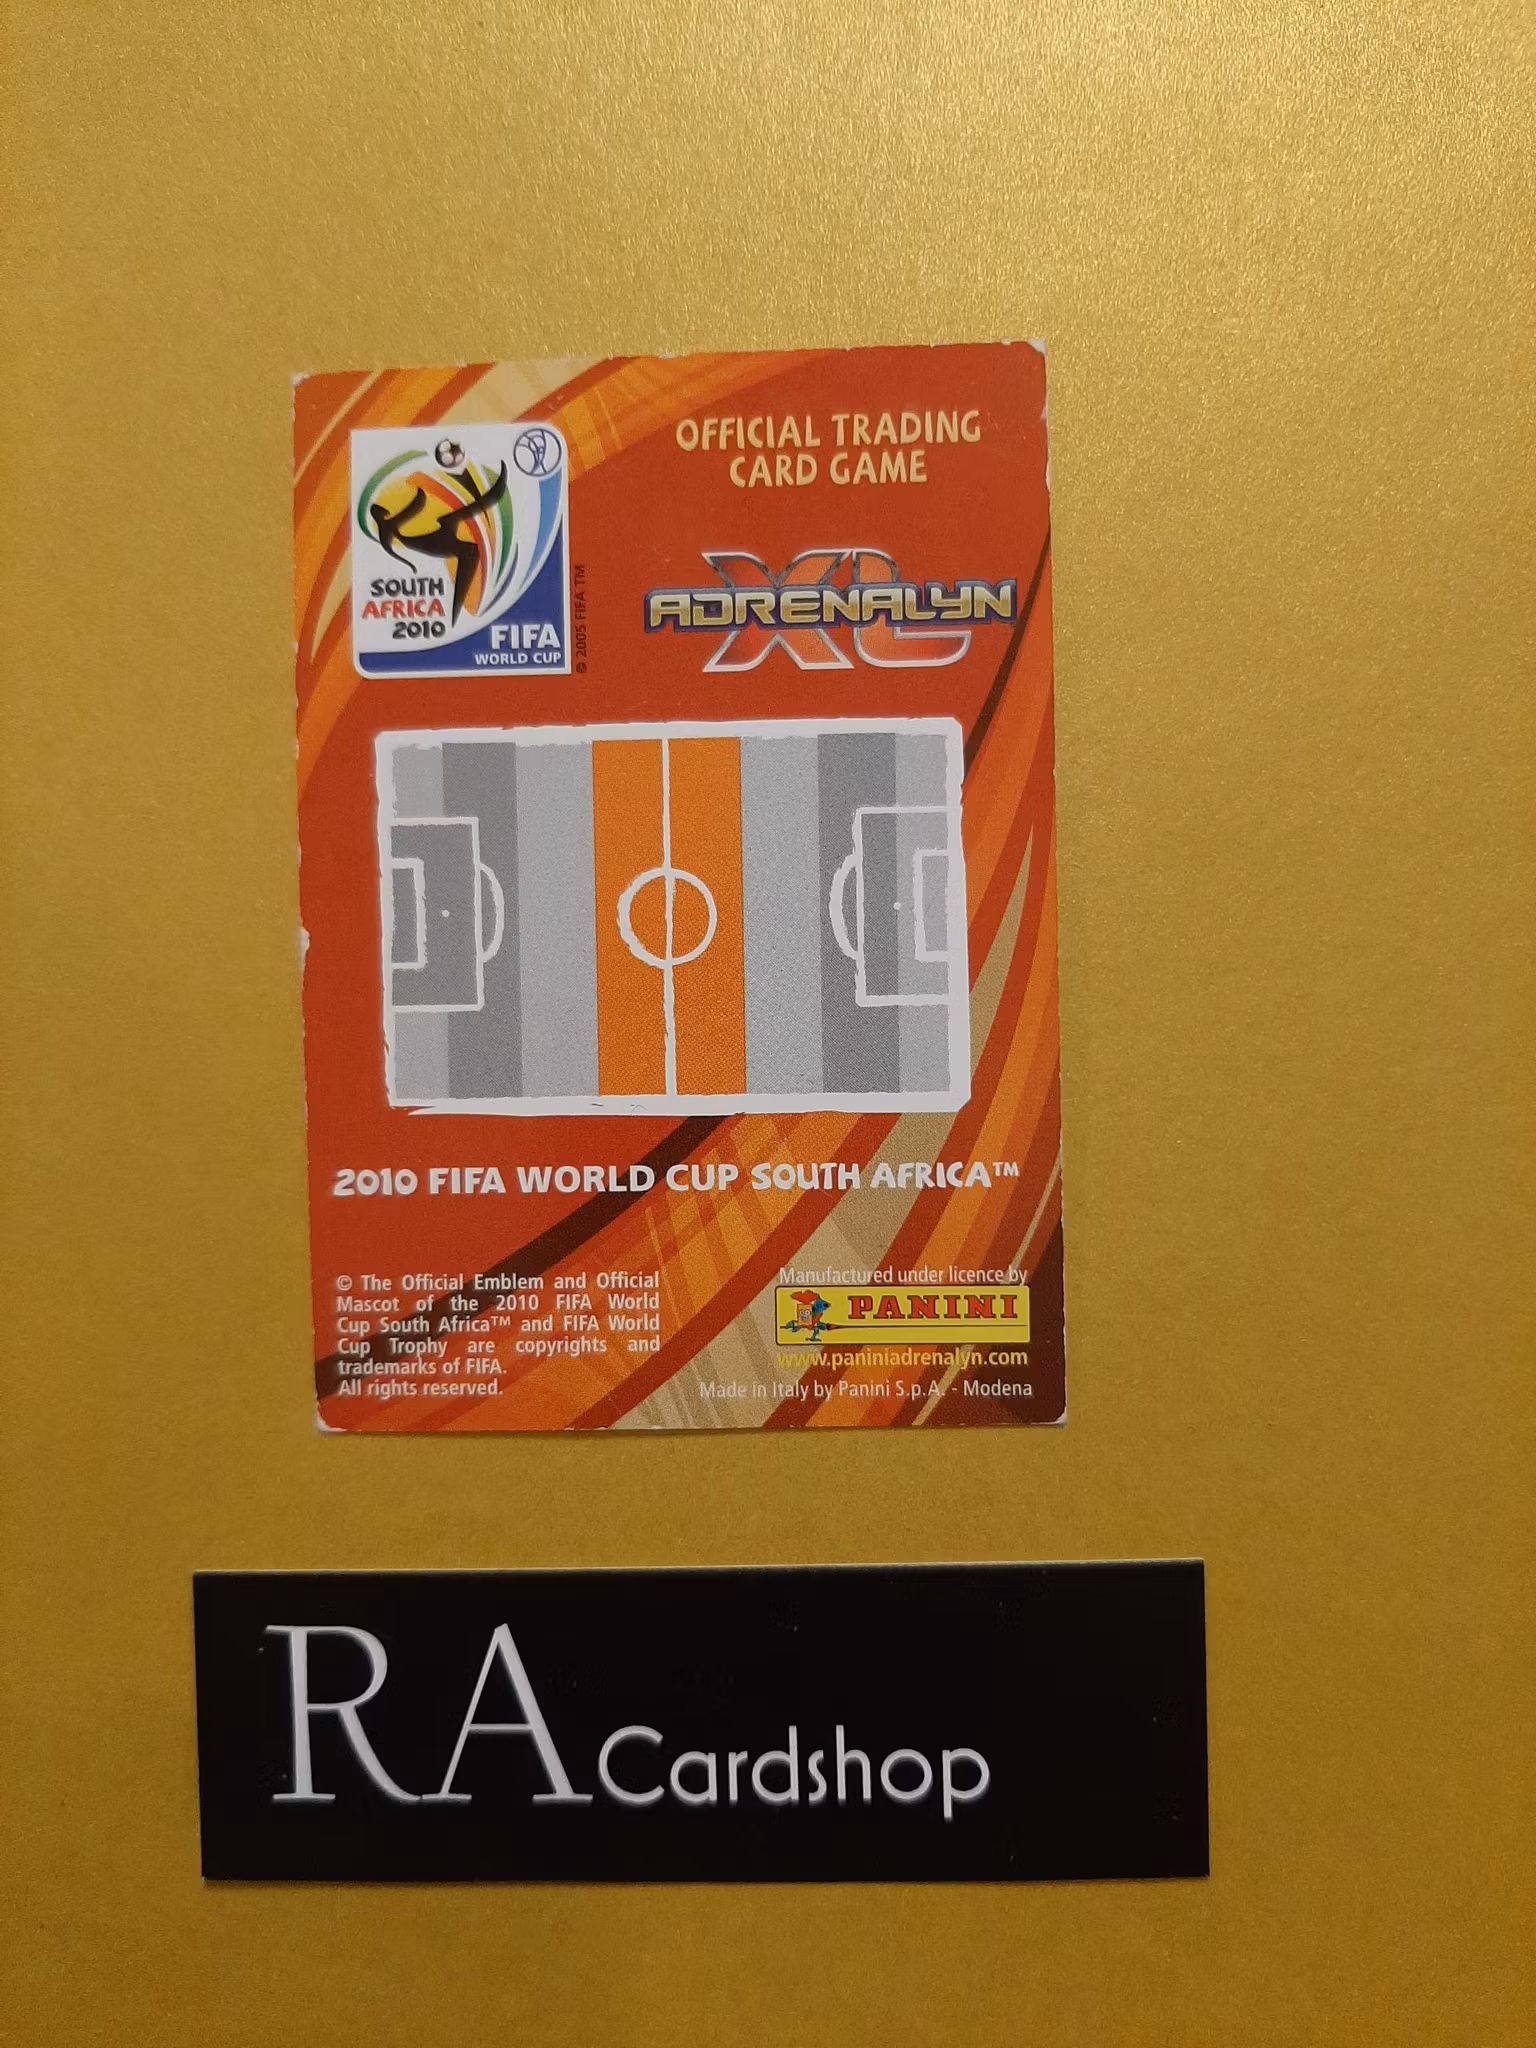 OFFICIAL TRADING
CARD GAME
SOUTH
AFRICA
2010
FIFA
WORLD CUP
© 2005 FIFA TM
ADRENALYN
XL
2010 FIFA WORLD CUP SOUTH AFRICA™
© The Official Emblem and Official
Mascot of the 2010 FIFA World
Cup South Africa™ and FIFA World
Cup Trophy are copyrights and
trademarks of FIFA.
All rights reserved.
Manufactured under licence by
PANINI
www.paniniadrenalyn.com
Made in Italy by Panini S.p.A. - Modena
RA Cardshop